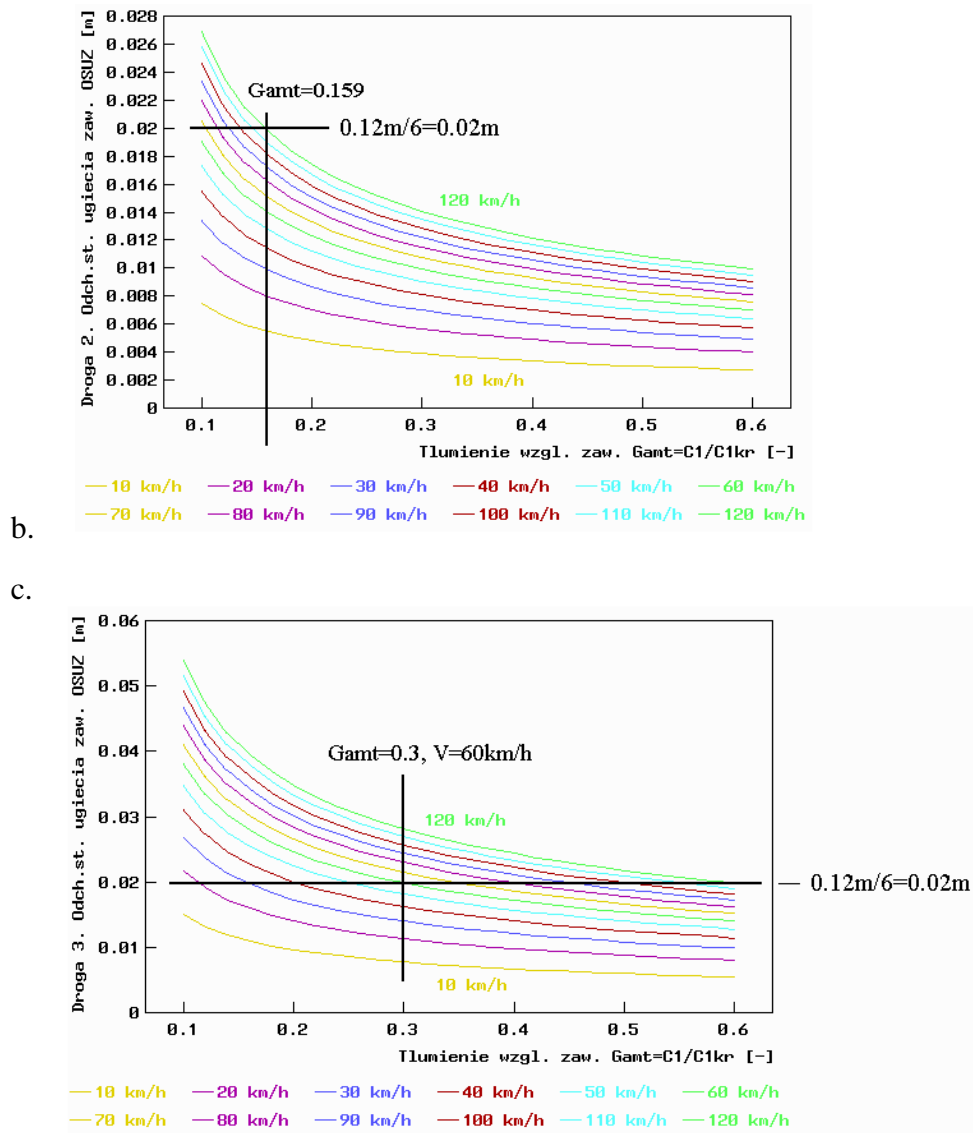 Droga 2. Odch.st. ugiecia zaw. OSUZ [m]
0.028
0.026
0.024
0.022
0.02
0.018
0.016
0.014
0.012
0.01
0.008
0.006
0.004
0.002
0
Gamt=0.159
0.12m/6=0.02m
120 km/h
10 km/h
0.1 0.2 0.3 0.4 0.5 0.6
Tlumienie wzgl. zaw. Gamt=C1/C1kr [-]
10 km/h 20 km/h 30 km/h 40 km/h 50 km/h 60 km/h
70 km/h 80 km/h 90 km/h 100 km/h 110 km/h 120 km/h
b.
c.
Droga 3. Odch.st. ugiecia zaw. OSUZ [m]
0.06
0.05
0.04
0.03
0.02
0.01
0
Gamt=0.3, V=60km/h
120 km/h
0.12m/6=0.02m
10 km/h
0.1 0.2 0.3 0.4 0.5 0.6
Tlumienie wzgl. zaw. Gamt=C1/C1kr [-]
10 km/h 20 km/h 30 km/h 40 km/h 50 km/h 60 km/h
70 km/h 80 km/h 90 km/h 100 km/h 110 km/h 120 km/h